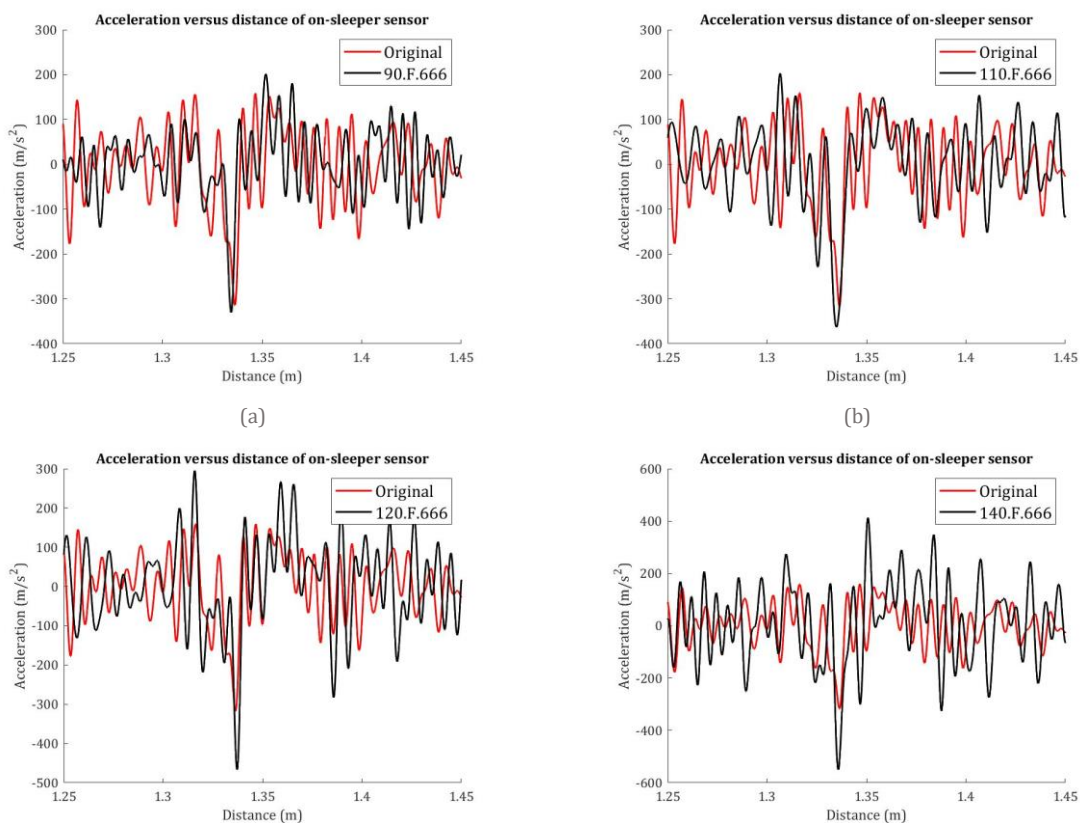 Acceleration versus distance of on-sleeper sensor
300
200
100
0
-100
-200
-300
-400
Acceleration (m/s²)
Original
90.F.666
1.25
1.3
1.35
1.4
1.45
Distance (m)
(a)
Acceleration versus distance of on-sleeper sensor
300
200
100
0
-100
-200
-300
-400
Acceleration (m/s²)
Original
110.F.666
1.25
1.3
1.35
1.4
1.45
Distance (m)
(b)
Acceleration versus distance of on-sleeper sensor
300
200
100
0
-100
-200
-300
-400
-500
Acceleration (m/s²)
Original
120.F.666
1.25
1.3
1.35
1.4
1.45
Distance (m)
Acceleration versus distance of on-sleeper sensor
600
400
200
0
-200
-400
-600
Acceleration (m/s²)
Original
140.F.666
1.25
1.3
1.35
1.4
1.45
Distance (m)